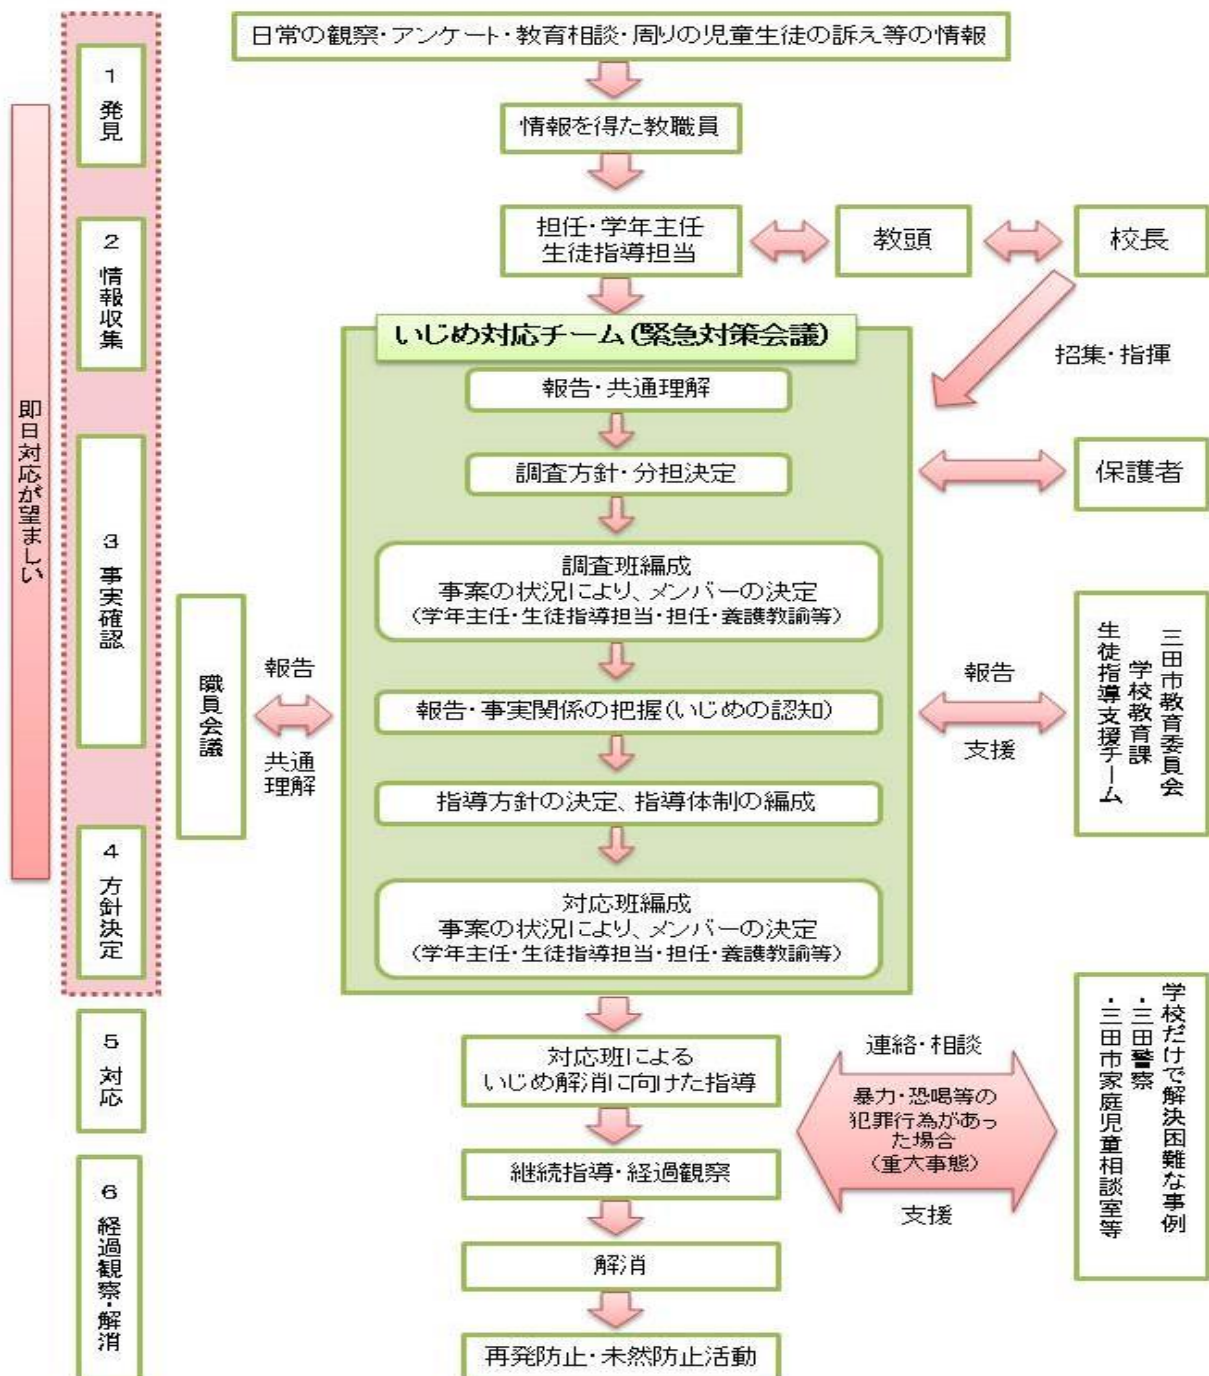 日常の観察・アンケート・教育相談・周りの児童生徒の訴え等の情報
1 発見
情報を得た教職員
2 情報収集
担任・学年主任
生徒指導担当
教頭
校長
招集・指揮
いじめ対応チーム(緊急対策会議)
報告・共通理解
即日対応が望ましい
調査方針・分担決定
保護者
3 事実確認
調査班編成
事案の状況により、メンバーの決定
(学年主任・生徒指導担当・担任・養護教諭等)
職員会議
報告
共通
理解
報告・事実関係の把握(いじめの認知)
報告
支援
三田市教育委員会
学校教育課
生徒指導支援チーム
指導方針の決定、指導体制の編成
4 方針決定
対応班編成
事案の状況により、メンバーの決定
(学年主任・生徒指導担当・担任・養護教諭等)
5 対応
対応班による
いじめ解消に向けた指導
連絡・相談
暴力・恐喝等の
犯罪行為があっ
た場合
(重大事態)
支援
学校だけで解決困難な事例
・三田警察
・三田市家庭児童相談室等
6 経過観察・解消
継続指導・経過観察
解消
再発防止・未然防止活動